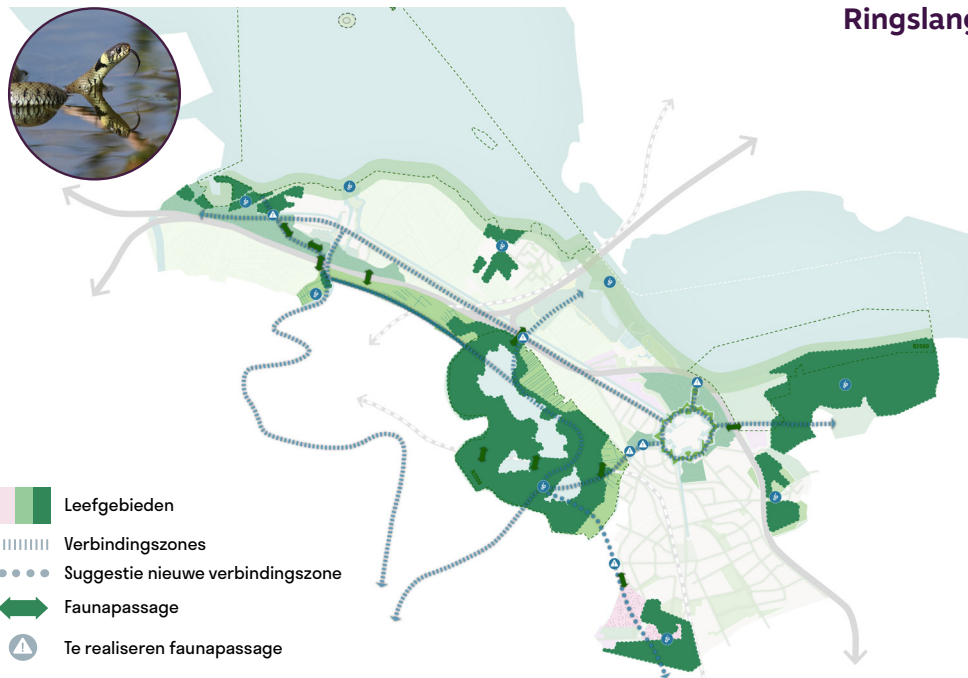 Ringslang
Leefgebieden
Verbindingszones
Suggestie nieuwe verbindingszone
Faunapassage
Te realiseren faunapassage